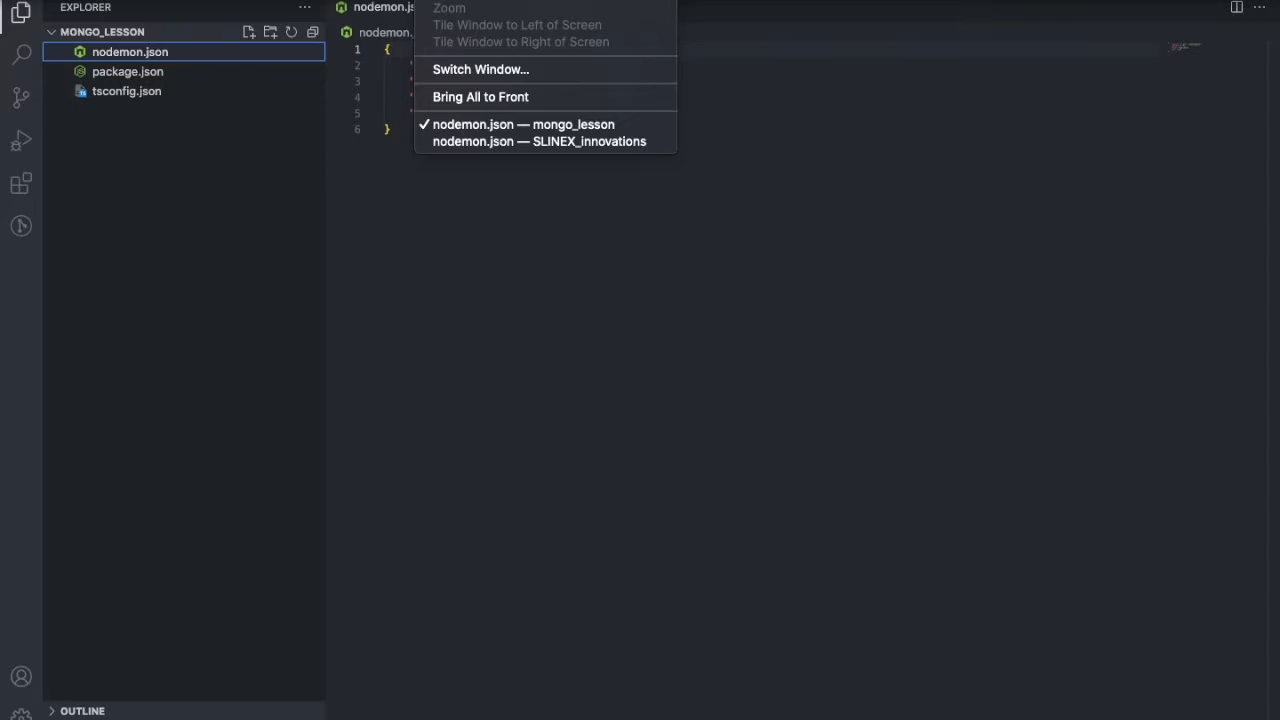 EXPLORER
MONGO_LESSON
nodemon.json
package.json
tsconfig.json
OUTLINE
nodemon.js
nodemon.
1 {
2
3
4
5
6 }
Zoom
Tile Window to Left of Screen
Tile Window to Right of Screen
Switch Window...
Bring All to Front
✓ nodemon.json — mongo_lesson
nodemon.json — SLINEX_innovations